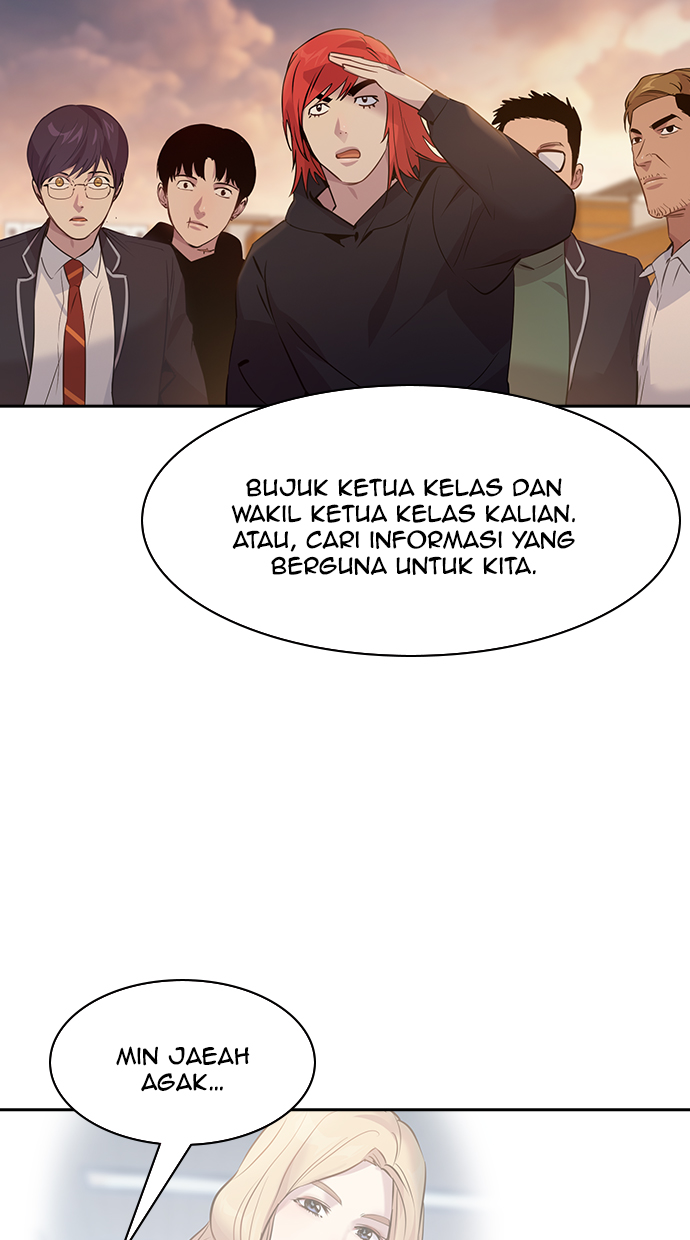 BUJUK KETUA KELAS DAN
WAKIL KETUA KELAS KALIAN.
ATAU, CARI INFORMASI YANG
BERGUNA UNTUK KITA.
MIN JAEAH
AGAK...